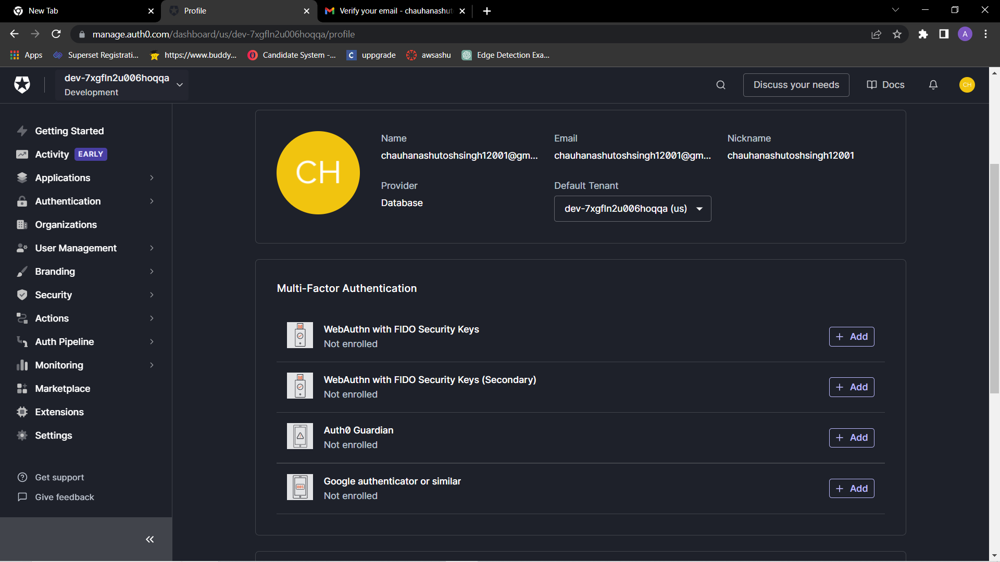 New Tab
Profile
Verify your email - chauhanashut
manage.auth0.com/dashboard/us/dev-7xgfln2u006hoqqa/profile
A
Apps
Superset Registrati...
https://www.buddy...
Candidate System -...
C uppgrade
awsashu
Edge Detection Exa...
dev-7xgfln2u006hoqqa
Development
Discuss your needs
Docs
CH
Getting Started
Activity EARLY
Applications
Authentication
Organizations
User Management
Branding
Security
Actions
Auth Pipeline
Monitoring
Marketplace
Extensions
Settings
Get support
Give feedback
CH
Name
chauhanashutoshsingh12001@gm...
Email
chauhanashutoshsingh12001@gm...
Nickname
chauhanashutoshsingh12001
Provider
Database
Default Tenant
dev-7xgfln2u006hoqqa (us)
Multi-Factor Authentication
WebAuthn with FIDO Security Keys
Not enrolled
+ Add
WebAuthn with FIDO Security Keys (Secondary)
Not enrolled
+ Add
Auth0 Guardian
Not enrolled
+ Add
Google authenticator or similar
Not enrolled
+ Add